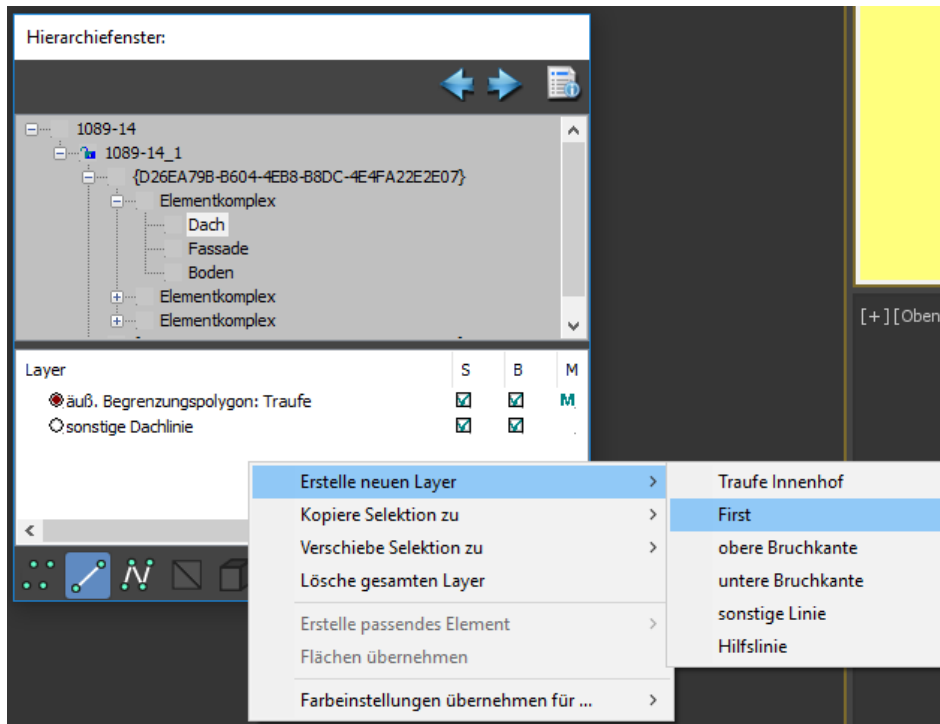 Hierarchiefenster:
1089-14
1089-14_1
{D26EA79B-B604-4EB8-B8DC-4E4FA22E2E07}
Elementkomplex
Dach
Fassade
Boden
Elementkomplex
Elementkomplex
[+][Oben
Layer S B M
äuß. Begrenzungspolygon: Traufe M
sonstige Dachlinie
Erstelle neuen Layer
Kopiere Selektion zu
Verschiebe Selektion zu
Lösche gesamten Layer
Erstelle passendes Element
Flächen übernehmen
Farbeinstellungen übernehmen für ...
Traufe Innenhof
First
obere Bruchkante
untere Bruchkante
sonstige Linie
Hilfslinie